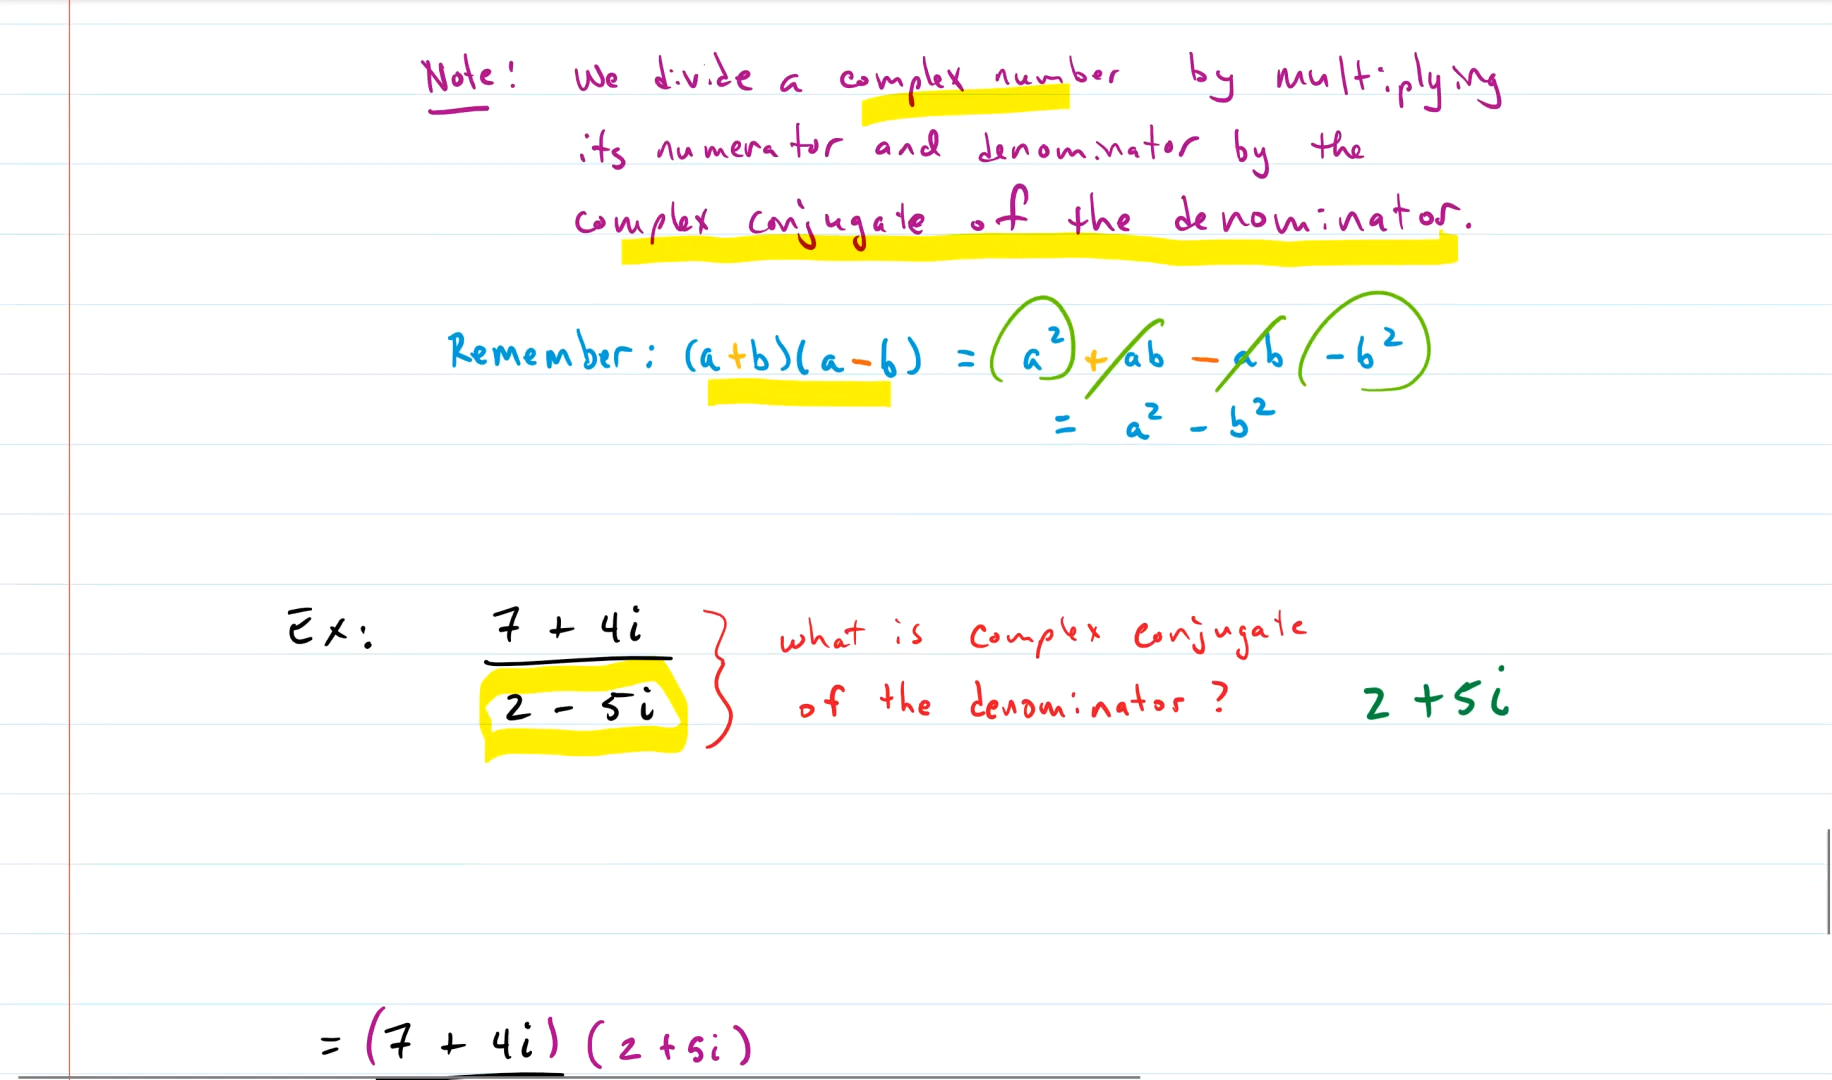 Note! We divide a complex number by multiplying
its numerator and denominator by the
complex conjugate of the denominator.
Remember: (a+b)(a-b) = a² + ab - ab - b²
= a² - b²
Ex: 7 + 4i } what is complex conjugate
2 - 5i of the denominator? 2 + 5i
= (7 + 4i) (2 + 5i)